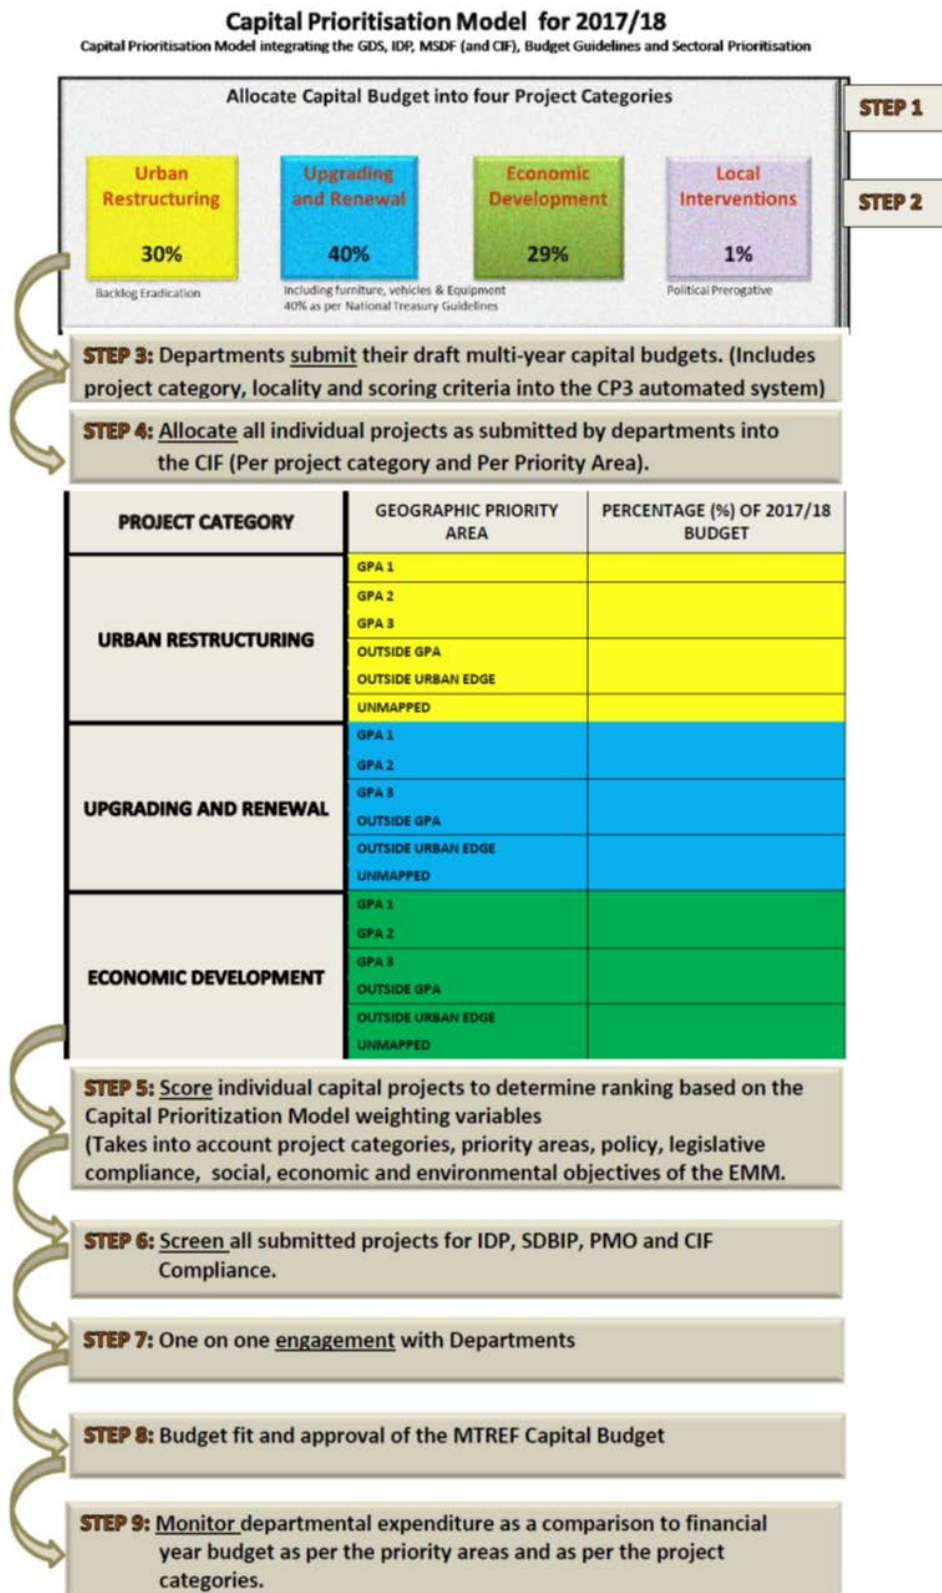 Capital Prioritisation Model for 2017/18
Capital Prioritisation Model integrating the GDS, IDP, MSDF (and CIF), Budget Guidelines and Sectoral Prioritisation
Allocate Capital Budget into four Project Categories
STEP 1
STEP 2
Urban
Restructuring
30%
Backlog Eradication
Upgrading
and Renewal
40%
Including furniture, vehicles & Equipment
40% as per National Treasury Guidelines
Economic
Development
29%
Local
Interventions
1%
Political Prerogative
STEP 3: Departments submit their draft multi-year capital budgets. (Includes
project category, locality and scoring criteria into the CP3 automated system)
STEP 4: Allocate all individual projects as submitted by departments into
the CIF (Per project category and Per Priority Area).
PROJECT CATEGORY
GEOGRAPHIC PRIORITY
AREA
PERCENTAGE (%) OF 2017/18
BUDGET
URBAN RESTRUCTURING
GPA 1
GPA 2
GPA 3
OUTSIDE GPA
OUTSIDE URBAN EDGE
UNMAPPED
UPGRADING AND RENEWAL
GPA 1
GPA 2
GPA 3
OUTSIDE GPA
OUTSIDE URBAN EDGE
UNMAPPED
ECONOMIC DEVELOPMENT
GPA 1
GPA 2
GPA 3
OUTSIDE GPA
OUTSIDE URBAN EDGE
UNMAPPED
STEP 5: Score individual capital projects to determine ranking based on the
Capital Prioritization Model weighting variables
(Takes into account project categories, priority areas, policy, legislative
compliance, social, economic and environmental objectives of the EMM.
STEP 6: Screen all submitted projects for IDP, SDBIP, PMO and CIF
Compliance.
STEP 7: One on one engagement with Departments
STEP 8: Budget fit and approval of the MTREF Capital Budget
STEP 9: Monitor departmental expenditure as a comparison to financial
year budget as per the priority areas and as per the project
categories.